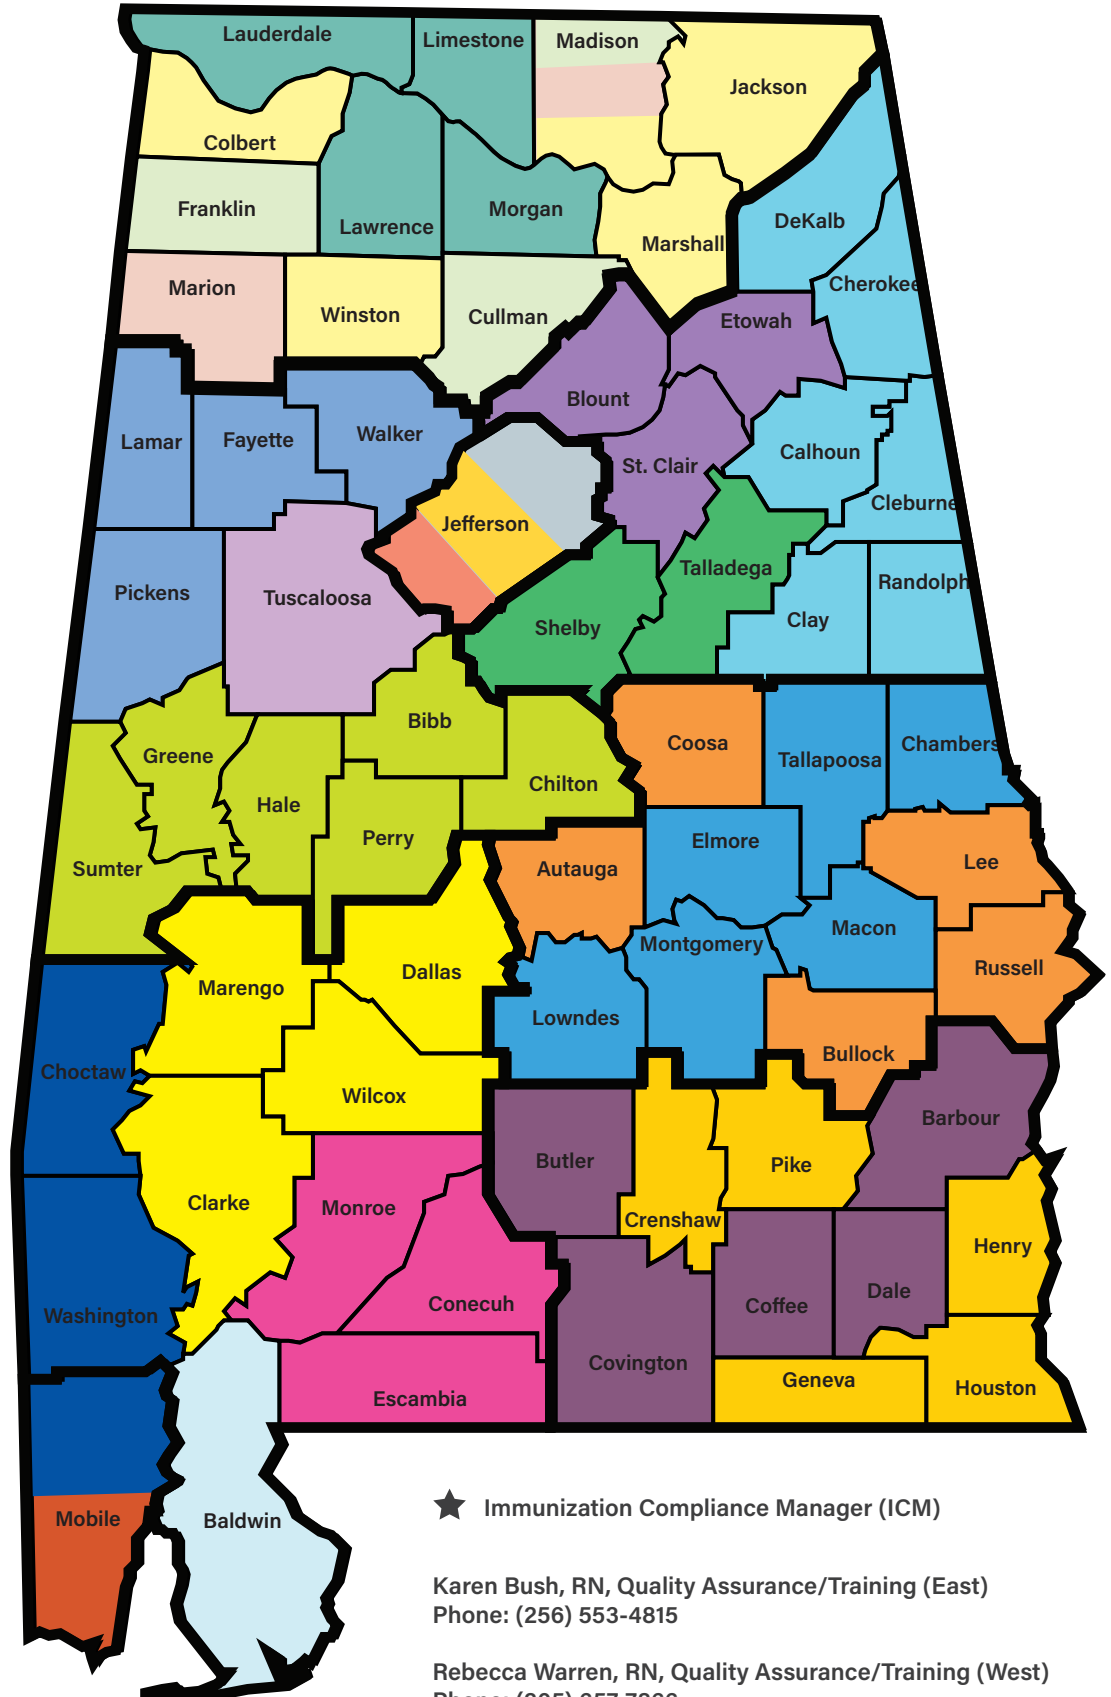 Lauderdale
Limestone
Madison
Jackson
Colbert
Franklin
Lawrence
Morgan
Marshall
DeKalb
Cherokee
Marion
Winston
Cullman
Etowah
Blount
Lamar
Fayette
Walker
St. Clair
Calhoun
Cleburne
Jefferson
Pickens
Tuscaloosa
Talladega
Randolph
Shelby
Clay
Bibb
Greene
Coosa
Tallapoosa
Chambers
Hale
Chilton
Perry
Elmore
Sumter
Autauga
Lee
Macon
Montgomery
Dallas
Marengo
Russell
Lowndes
Bullock
Choctaw
Wilcox
Barbour
Butler
Pike
Clarke
Monroe
Crenshaw
Henry
Washington
Conecuh
Coffee
Dale
Covington
Geneva
Houston
Escambia
Mobile
Baldwin
Immunization Compliance Manager (ICM)
Karen Bush, RN, Quality Assurance/Training (East)
Phone: (256) 553-4815
Rebecca Warren, RN, Quality Assurance/Training (West)